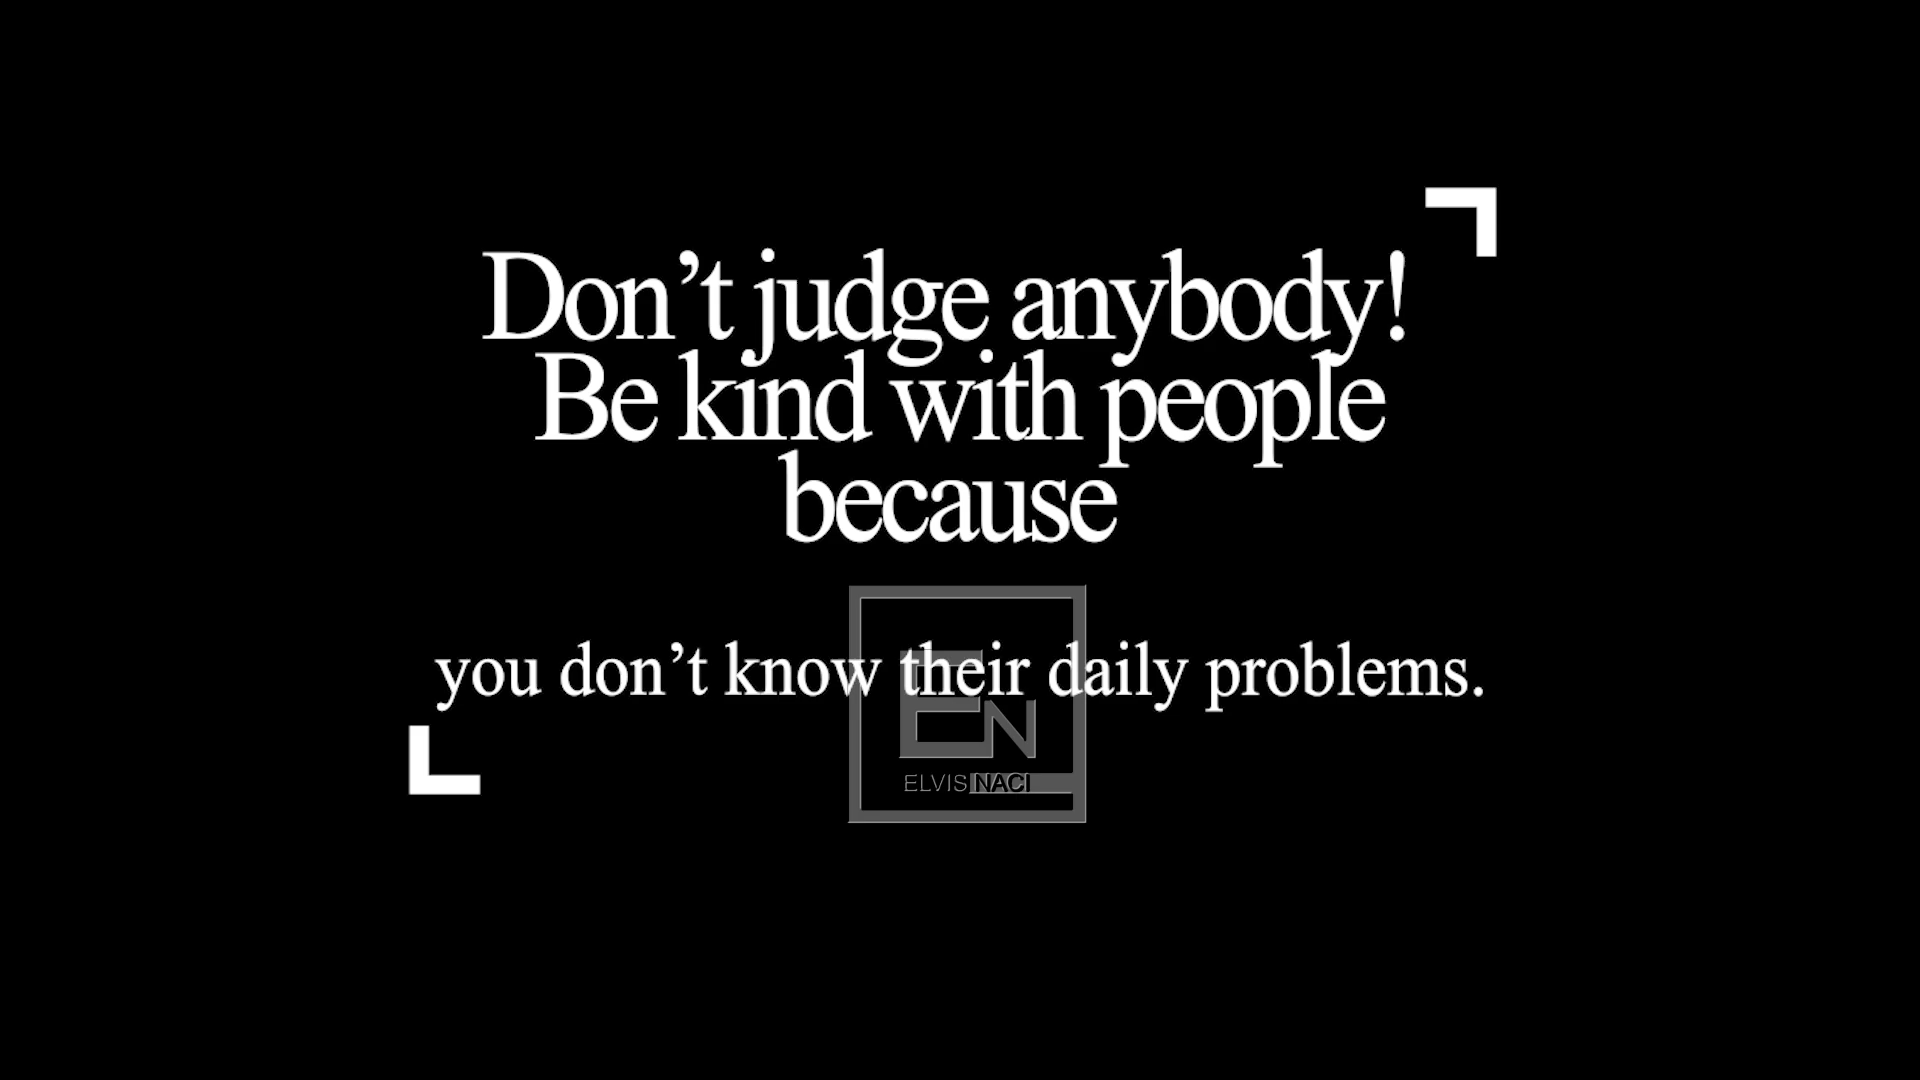 Don’t judge anybody!
Be kind with people
because
you don’t know their daily problems.
EN
ELVIS NACI